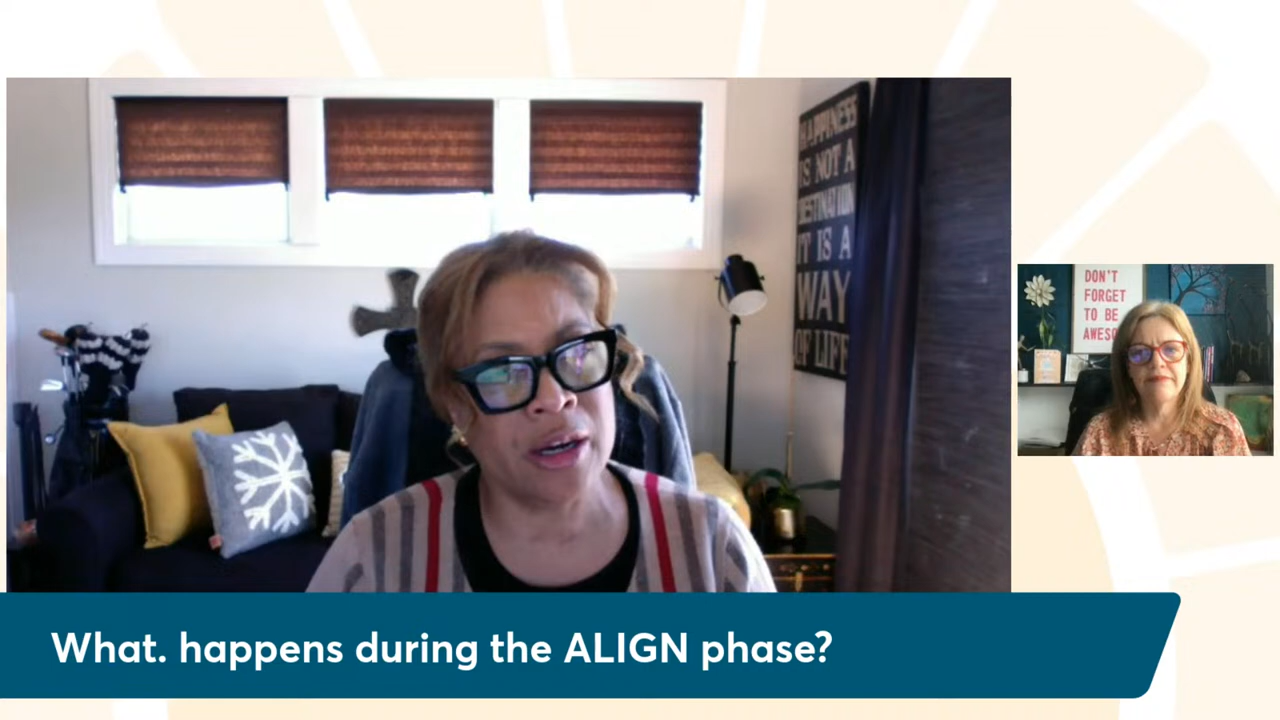 HAPPINESS
IS NOT A
DESTINATION
IT IS A
WAY
OF LIFE
DON'T
FORGET
TO BE
AWESO
What. happens during the ALIGN phase?